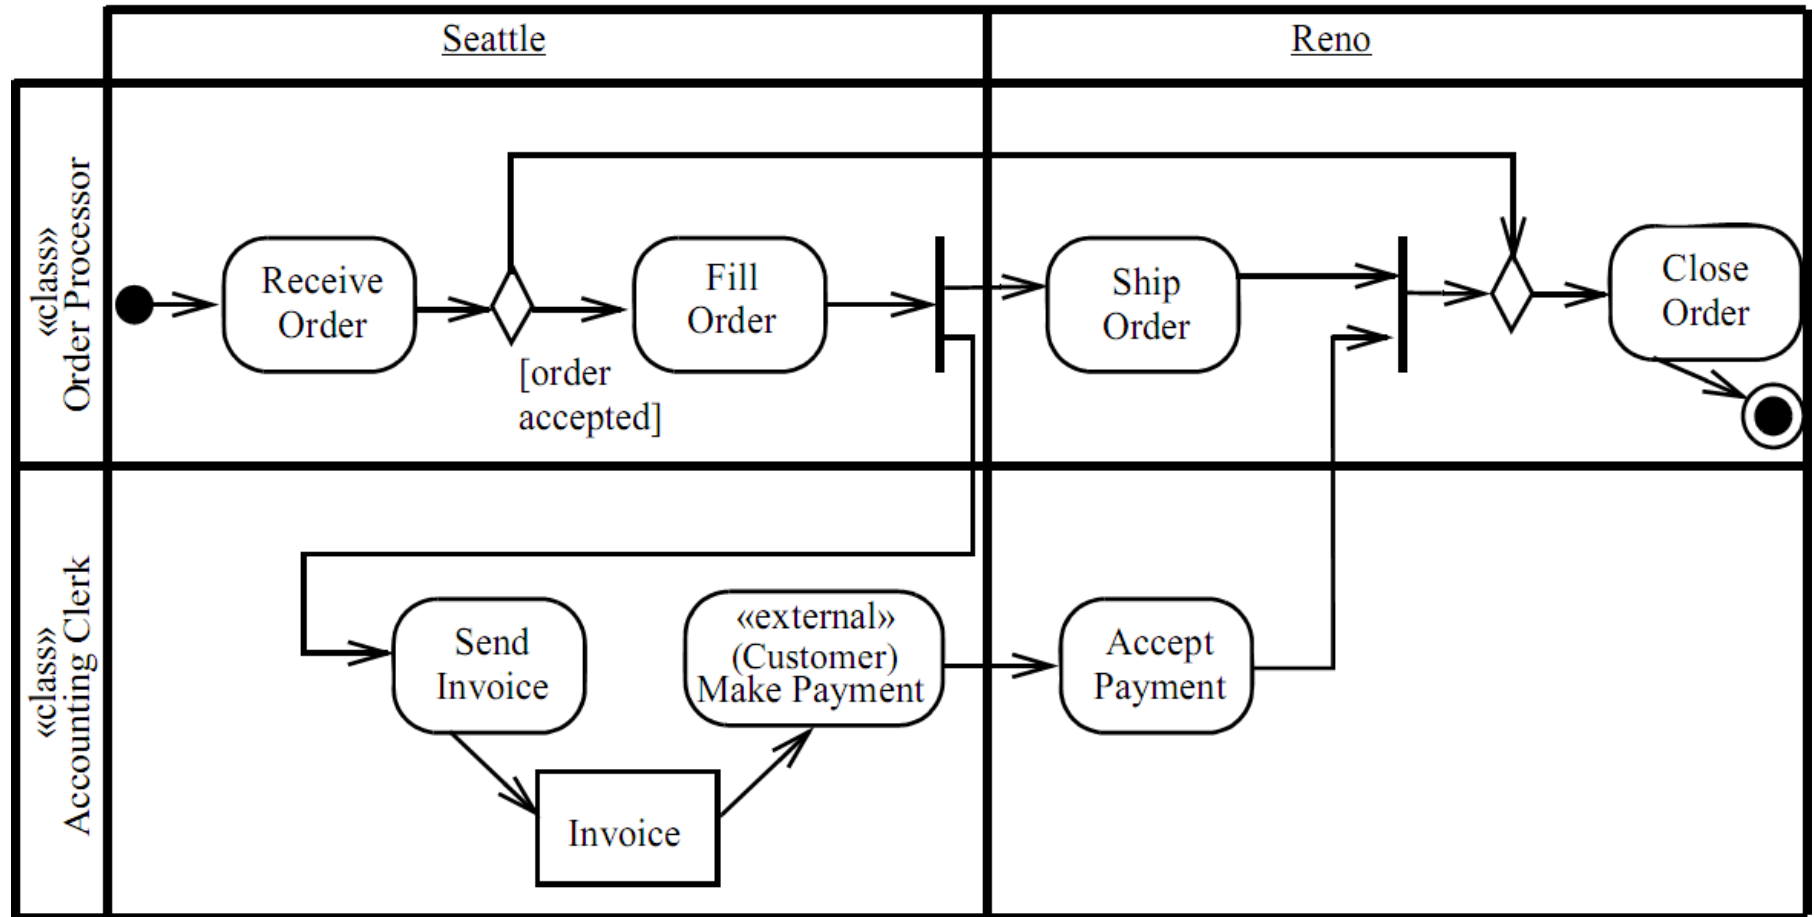 Seattle
Reno
«class»
Order Processor
Receive
Order
[order
accepted]
Fill
Order
Ship
Order
Close
Order
«class»
Accounting Clerk
Send
Invoice
Invoice
«external»
(Customer)
Make Payment
Accept
Payment